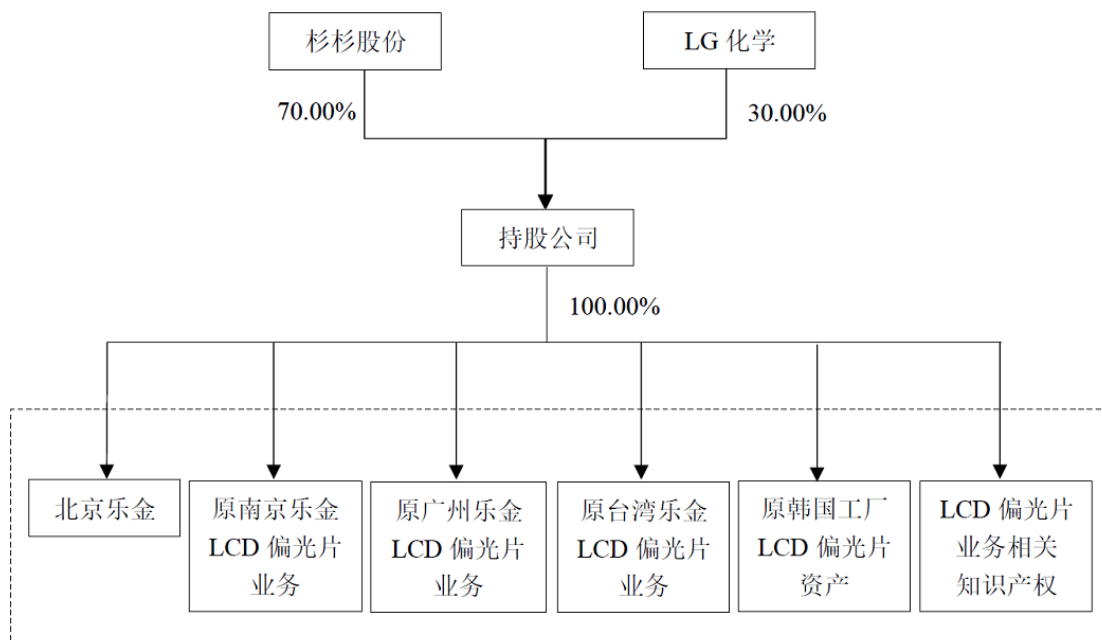 杉杉股份
LG 化学
70.00%
30.00%
持股公司
100.00%
北京乐金
原南京乐金
LCD 偏光片
业务
原广州乐金
LCD 偏光片
业务
原台湾乐金
LCD 偏光片
业务
原韩国工厂
LCD 偏光片
资产
LCD 偏光片
业务相关
知识产权